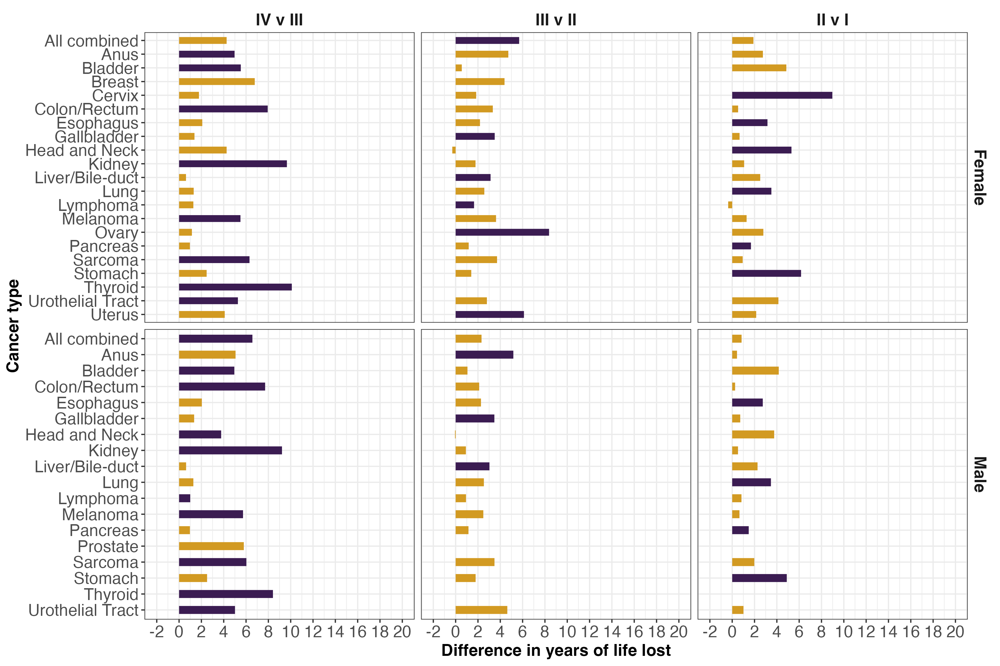 IV v III
III v II
II v I
All combined
Anus
Bladder
Breast
Cervix
Colon/Rectum
Esophagus
Gallbladder
Head and Neck
Kidney
Liver/Bile-duct
Lung
Lymphoma
Melanoma
Ovary
Pancreas
Sarcoma
Stomach
Thyroid
Urothelial Tract
Uterus
Female
Cancer type
All combined
Anus
Bladder
Colon/Rectum
Esophagus
Gallbladder
Head and Neck
Kidney
Liver/Bile-duct
Lung
Lymphoma
Melanoma
Pancreas
Prostate
Sarcoma
Stomach
Thyroid
Urothelial Tract
Male
-2 0 2 4 6 8 10 12 14 16 18 20
-2 0 2 4 6 8 10 12 14 16 18 20
-2 0 2 4 6 8 10 12 14 16 18 20
Difference in years of life lost